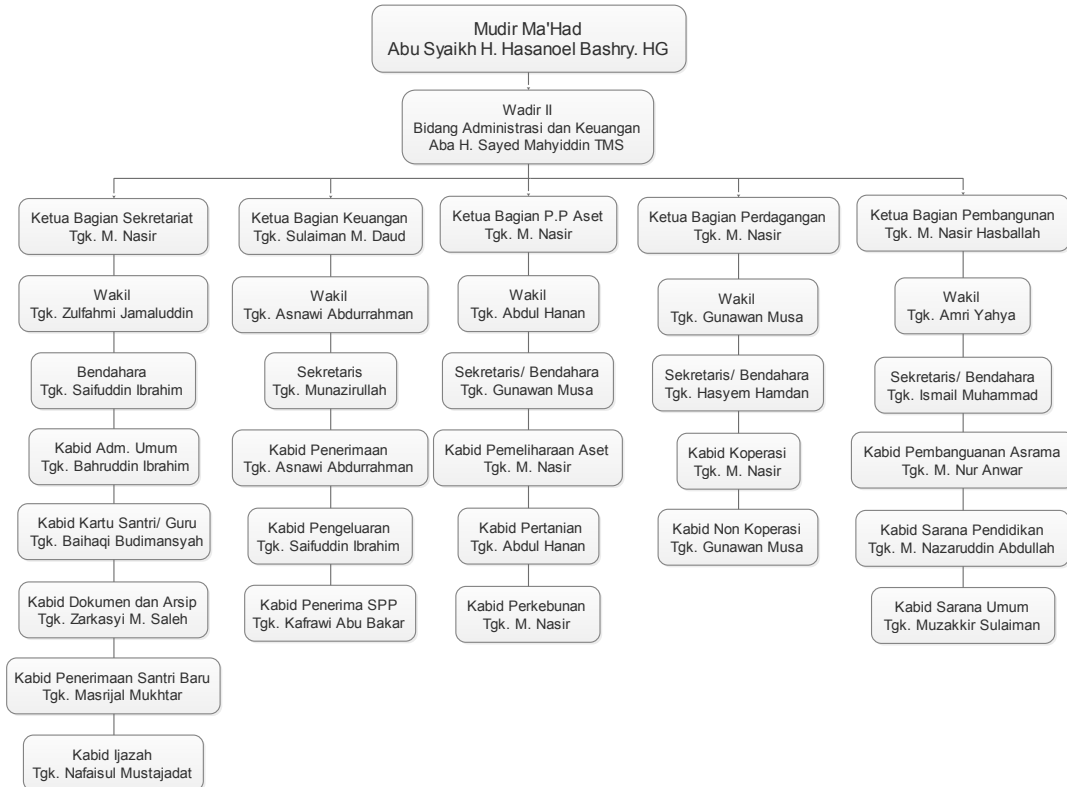 Mudir Ma'Had
Abu Syaikh H. Hasanoel Bashry. HG
Wadir II
Bidang Administrasi dan Keuangan
Aba H. Sayed Mahyiddin TMS
Ketua Bagian Sekretariat
Tgk. M. Nasir
Wakil
Tgk. Zulfahmi Jamaluddin
Bendahara
Tgk. Saifuddin Ibrahim
Kabid Adm. Umum
Tgk. Bahruddin Ibrahim
Kabid Kartu Santri/ Guru
Tgk. Baihaqi Budimansyah
Kabid Dokumen dan Arsip
Tgk. Zarkasyi M. Saleh
Kabid Penerimaan Santri Baru
Tgk. Masrijal Mukhtar
Kabid Ijazah
Tgk. Nafaisul Mustajadat
Ketua Bagian Keuangan
Tgk. Sulaiman M. Daud
Wakil
Tgk. Asnawi Abdurrahman
Sekretaris
Tgk. Munazirullah
Kabid Penerimaan
Tgk. Asnawi Abdurrahman
Kabid Pengeluaran
Tgk. Saifuddin Ibrahim
Kabid Penerima SPP
Tgk. Kafrawi Abu Bakar
Ketua Bagian P.P Aset
Tgk. M. Nasir
Wakil
Tgk. Abdul Hanan
Sekretaris/ Bendahara
Tgk. Gunawan Musa
Kabid Pemeliharaan Aset
Tgk. M. Nasir
Kabid Pertanian
Tgk. Abdul Hanan
Kabid Perkebunan
Tgk. M. Nasir
Ketua Bagian Perdagangan
Tgk. M. Nasir
Wakil
Tgk. Gunawan Musa
Sekretaris/ Bendahara
Tgk. Hasyem Hamdan
Kabid Koperasi
Tgk. M. Nasir
Kabid Non Koperasi
Tgk. Gunawan Musa
Ketua Bagian Pembangunan
Tgk. M. Nasir Hasballah
Wakil
Tgk. Amri Yahya
Sekretaris/ Bendahara
Tgk. Ismail Muhammad
Kabid Pembanguanan Asrama
Tgk. M. Nur Anwar
Kabid Sarana Pendidikan
Tgk. M. Nazaruddin Abdullah
Kabid Sarana Umum
Tgk. Muzakkir Sulaiman